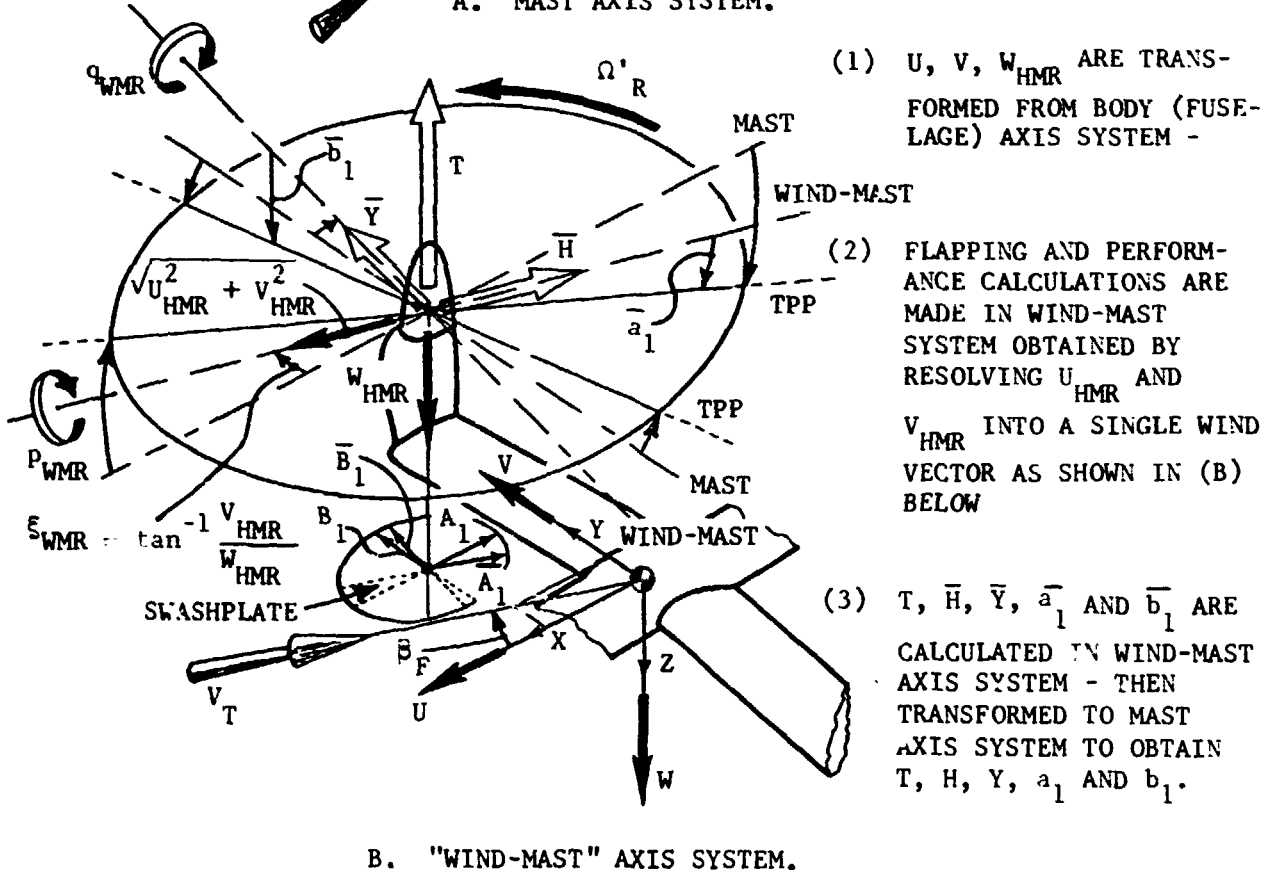 A. MAST AXIS SYSTEM.
q_WMR
Ω'_R
b̄_1
T
MAST
WIND-MAST
Ȳ
H̄
√(U²_HMR + V²_HMR)
ā_1
TPP
W_HMR
TPP
P_WMR
MAST
B̄_1
V
ξ_WMR = tan⁻¹ V_HMR / W_HMR
B_1
A_1
Y
WIND-MAST
Ā_1
SWASHPLATE
X
Z
β̄_F
V_T
U
W
(1) U, V, W_HMR ARE TRANS-
FORMED FROM BODY (FUSE-
LAGE) AXIS SYSTEM -
(2) FLAPPING AND PERFORM-
ANCE CALCULATIONS ARE
MADE IN WIND-MAST
SYSTEM OBTAINED BY
RESOLVING U_HMR AND
V_HMR INTO A SINGLE WIND
VECTOR AS SHOWN IN (B)
BELOW
(3) T, H̄, Ȳ, ā_1 AND b̄_1 ARE
CALCULATED IN WIND-MAST
AXIS SYSTEM - THEN
TRANSFORMED TO MAST
AXIS SYSTEM TO OBTAIN
T, H, Y, a_1 AND b_1.
B. "WIND-MAST" AXIS SYSTEM.